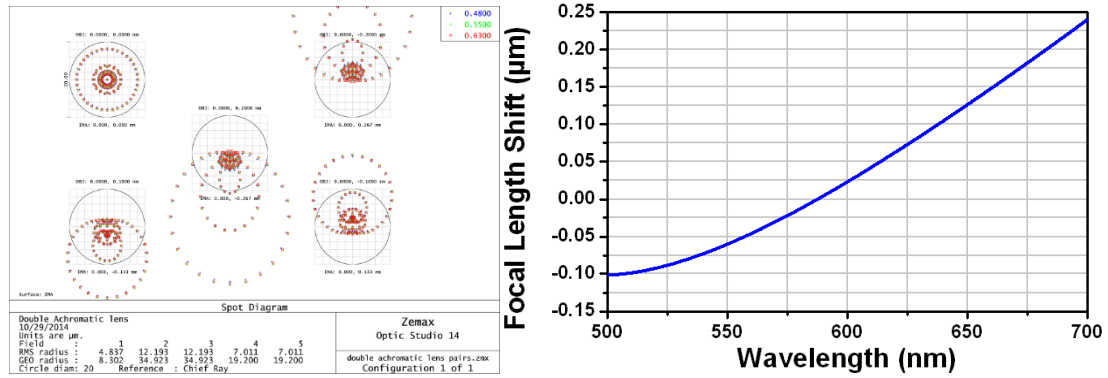 0.4800
0.5500
0.6300
OBJ: 0.0000, 0.0000 mm
20.00
IMA: 0.000, 0.000 mm
OBJ: 0.0000, -0.2000 mm
IMA: 0.000, 0.267 mm
OBJ: 0.0000, 0.2000 mm
IMA: 0.000, -0.267 mm
OBJ: 0.0000, 0.1000 mm
IMA: 0.000, -0.133 mm
OBJ: 0.0000, -0.1000 mm
IMA: 0.000, 0.133 mm
Surface: IMA
Spot Diagram
Double Achromatic lens
10/29/2014
Units are µm.
Field : 1 2 3 4 5
RMS radius : 4.837 12.193 12.193 7.011 7.011
GEO radius : 8.302 34.923 34.923 19.200 19.200
Circle diam: 20 Reference : Chief Ray
Zemax
Optic Studio 14
double achromatic lens pairs.zmx
Configuration 1 of 1
Focal Length Shift (µm)
0.25
0.20
0.15
0.10
0.05
0.00
-0.05
-0.10
-0.15
500 550 600 650 700
Wavelength (nm)